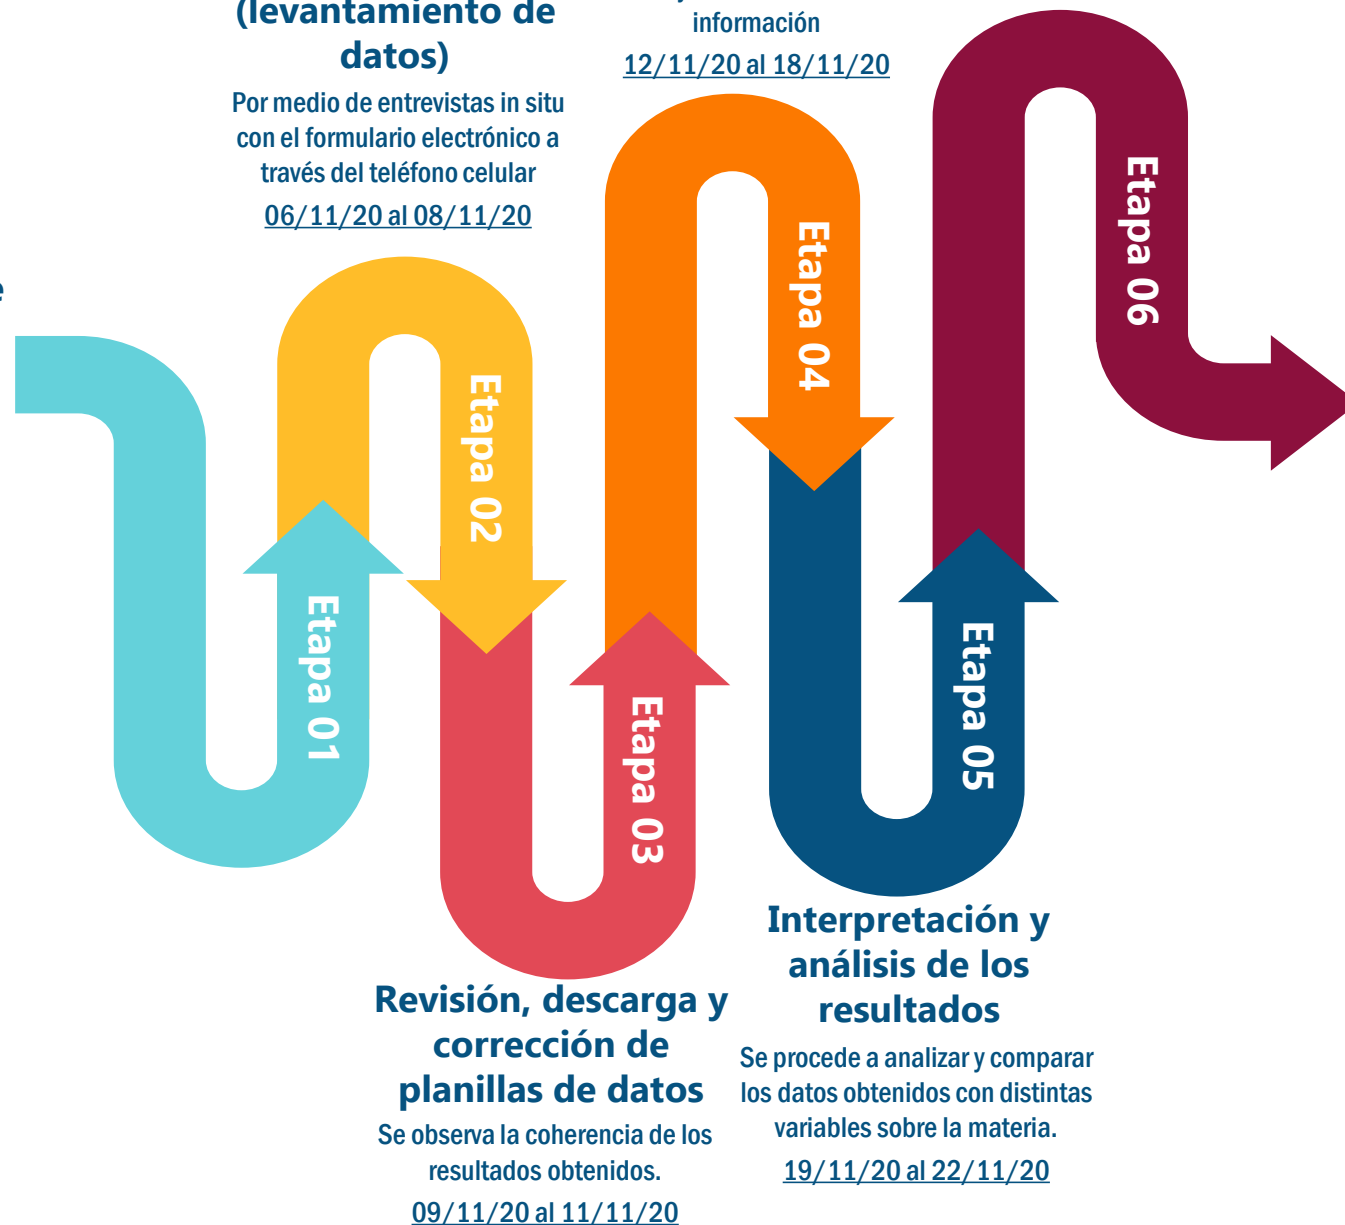 (levantamiento de
datos)
Por medio de entrevistas in situ
con el formulario electrónico a
través del teléfono celular
06/11/20 al 08/11/20
información
12/11/20 al 18/11/20
Etapa 01
Etapa 02
Etapa 03
Etapa 04
Etapa 05
Etapa 06
Revisión, descarga y
corrección de
planillas de datos
Se observa la coherencia de los
resultados obtenidos.
09/11/20 al 11/11/20
Interpretación y
análisis de los
resultados
Se procede a analizar y comparar
los datos obtenidos con distintas
variables sobre la materia.
19/11/20 al 22/11/20